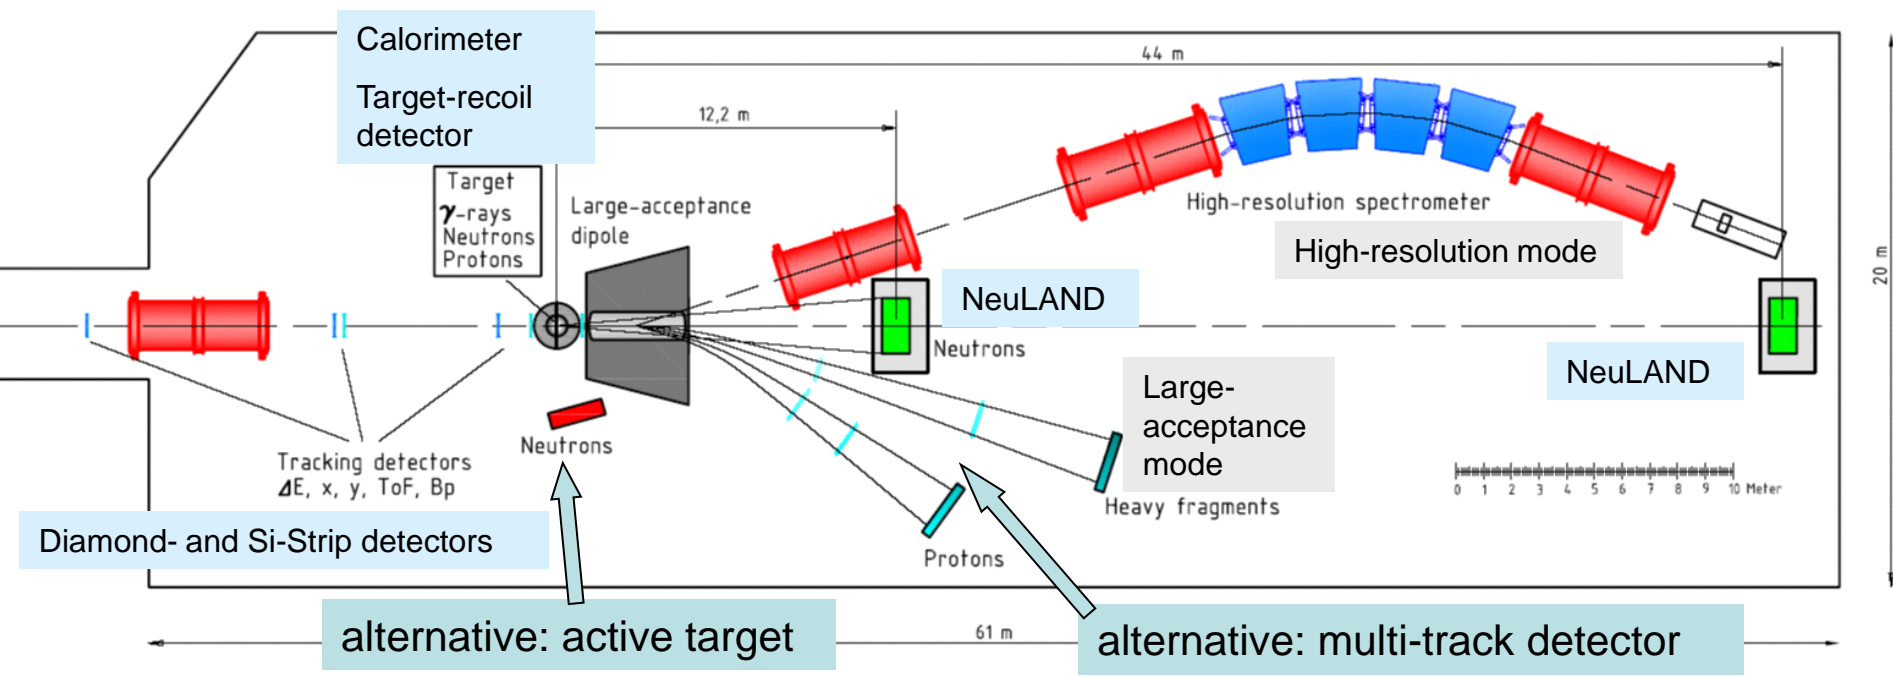 Calorimeter
Target-recoil
detector
44 m
12,2 m
20 m
Target
γ-rays
Neutrons
Protons
Large-acceptance
dipole
High-resolution spectrometer
High-resolution mode
NeuLAND
Neutrons
NeuLAND
Large-
acceptance
mode
Neutrons
Tracking detectors
ΔE, x, y, ToF, Bρ
0 1 2 3 4 5 6 7 8 9 10 Meter
Heavy fragments
Diamond- and Si-Strip detectors
Protons
alternative: active target
61 m
alternative: multi-track detector